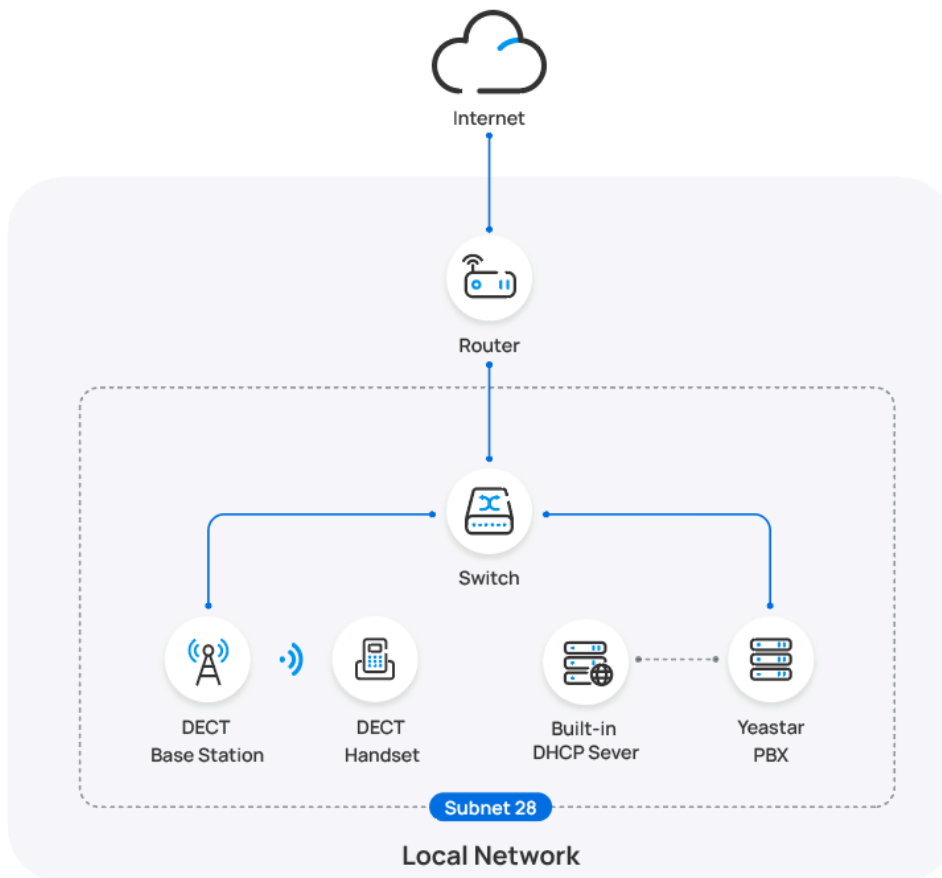 Internet
Router
Switch
DECT
Base Station
DECT
Handset
Built-in
DHCP Sever
Yeastar
PBX
Subnet 28
Local Network